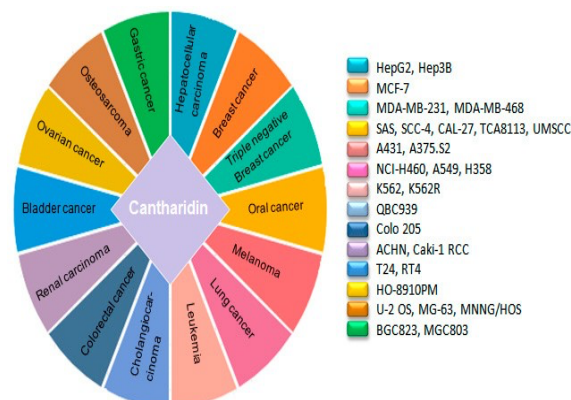 Gastric cancer
Hepatocellular
carcinoma
Breast cancer
Triple negative
Breast cancer
Oral cancer
Melanoma
Lung cancer
Leukemia
Cholangiocar-
cinoma
Colorectal cancer
Renal carcinoma
Bladder cancer
Ovarian cancer
Osteosarcoma
Cantharidin
HepG2, Hep3B
MCF-7
MDA-MB-231, MDA-MB-468
SAS, SCC-4, CAL-27, TCA8113, UMSCC
A431, A375.S2
NCI-H460, A549, H358
K562, K562R
QBC939
Colo 205
ACHN, Caki-1 RCC
T24, RT4
HO-8910PM
U-2 OS, MG-63, MNNG/HOS
BGC823, MGC803